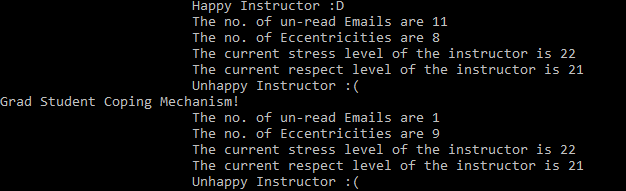 Happy Instructor :D
The no. of un-read Emails are 11
The no. of Eccentricities are 8
The current stress level of the instructor is 22
The current respect level of the instructor is 21
Unhappy Instructor :(
Grad Student Coping Mechanism!
The no. of un-read Emails are 1
The no. of Eccentricities are 9
The current stress level of the instructor is 22
The current respect level of the instructor is 21
Unhappy Instructor :(